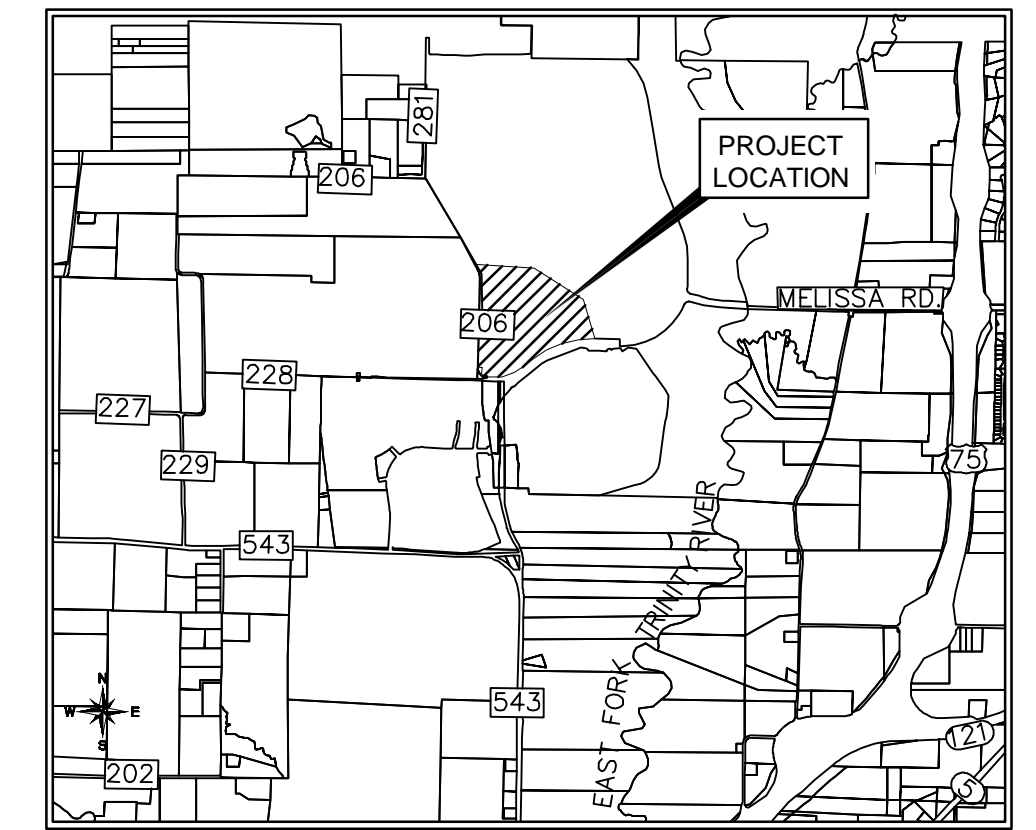 281
PROJECT
LOCATION
206
MELISSA RD.
206
228
227
75
229
543
EAST FORK TRINITY RIVER
N
W E
S
543
121
202
5